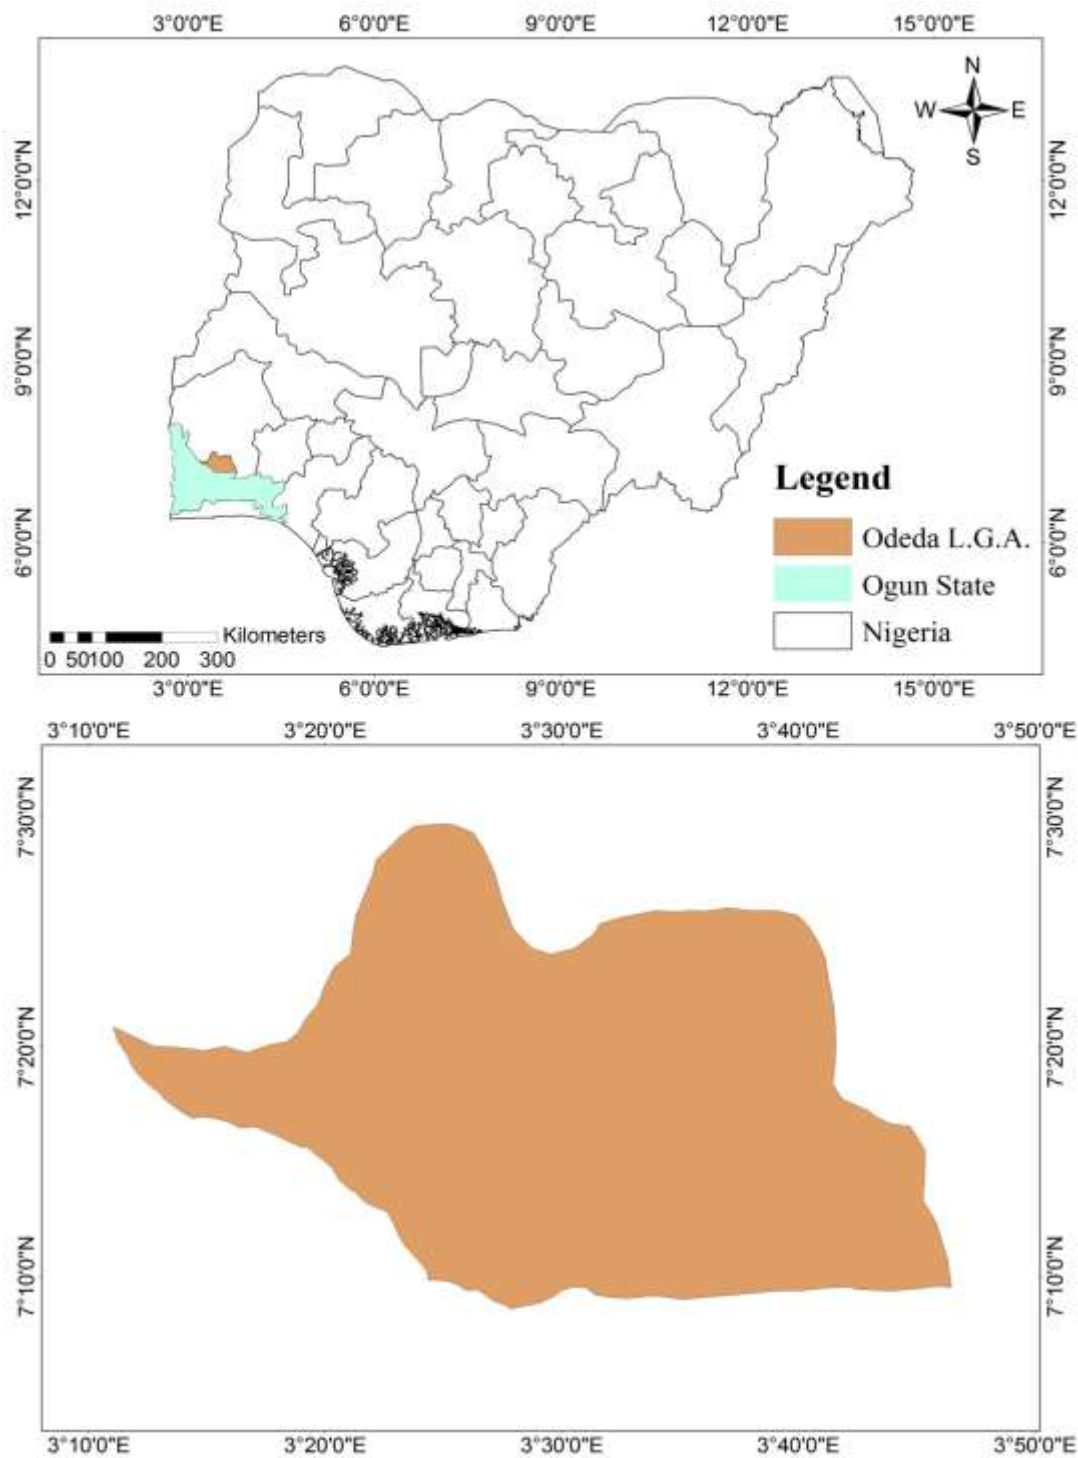 3°0'0"E 6°0'0"E 9°0'0"E 12°0'0"E 15°0'0"E
N
W E
S
12°0'0"N 12°0'0"N
9°0'0"N 9°0'0"N
6°0'0"N 6°0'0"N
Legend
Odeda L.G.A.
Ogun State
Nigeria
Kilometers
0 50100 200 300
3°0'0"E 6°0'0"E 9°0'0"E 12°0'0"E 15°0'0"E
3°10'0"E 3°20'0"E 3°30'0"E 3°40'0"E 3°50'0"E
7°30'0"N 7°30'0"N
7°20'0"N 7°20'0"N
7°10'0"N 7°10'0"N
3°10'0"E 3°20'0"E 3°30'0"E 3°40'0"E 3°50'0"E